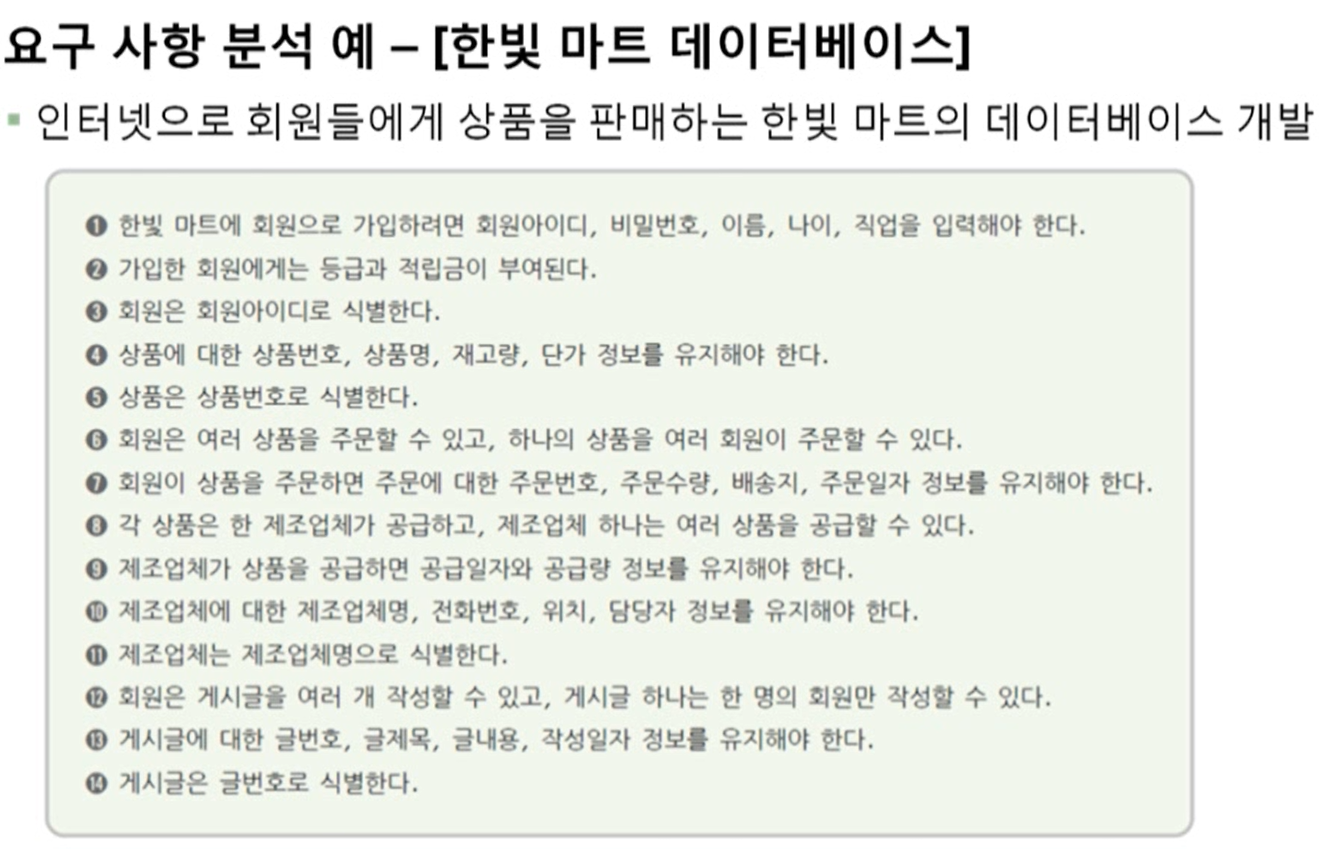 요구 사항 분석 예 – [한빛 마트 데이터베이스]
▪ 인터넷으로 회원들에게 상품을 판매하는 한빛 마트의 데이터베이스 개발
❶ 한빛 마트에 회원으로 가입하려면 회원아이디, 비밀번호, 이름, 나이, 직업을 입력해야 한다.
❷ 가입한 회원에게는 등급과 적립금이 부여된다.
❸ 회원은 회원아이디로 식별한다.
❹ 상품에 대한 상품번호, 상품명, 재고량, 단가 정보를 유지해야 한다.
❺ 상품은 상품번호로 식별한다.
❻ 회원은 여러 상품을 주문할 수 있고, 하나의 상품을 여러 회원이 주문할 수 있다.
❼ 회원이 상품을 주문하면 주문에 대한 주문번호, 주문수량, 배송지, 주문일자 정보를 유지해야 한다.
❽ 각 상품은 한 제조업체가 공급하고, 제조업체 하나는 여러 상품을 공급할 수 있다.
❾ 제조업체가 상품을 공급하면 공급일자와 공급량 정보를 유지해야 한다.
❿ 제조업체에 대한 제조업체명, 전화번호, 위치, 담당자 정보를 유지해야 한다.
⓫ 제조업체는 제조업체명으로 식별한다.
⓬ 회원은 게시글을 여러 개 작성할 수 있고, 게시글 하나는 한 명의 회원만 작성할 수 있다.
⓭ 게시글에 대한 글번호, 글제목, 글내용, 작성일자 정보를 유지해야 한다.
⓮ 게시글은 글번호로 식별한다.